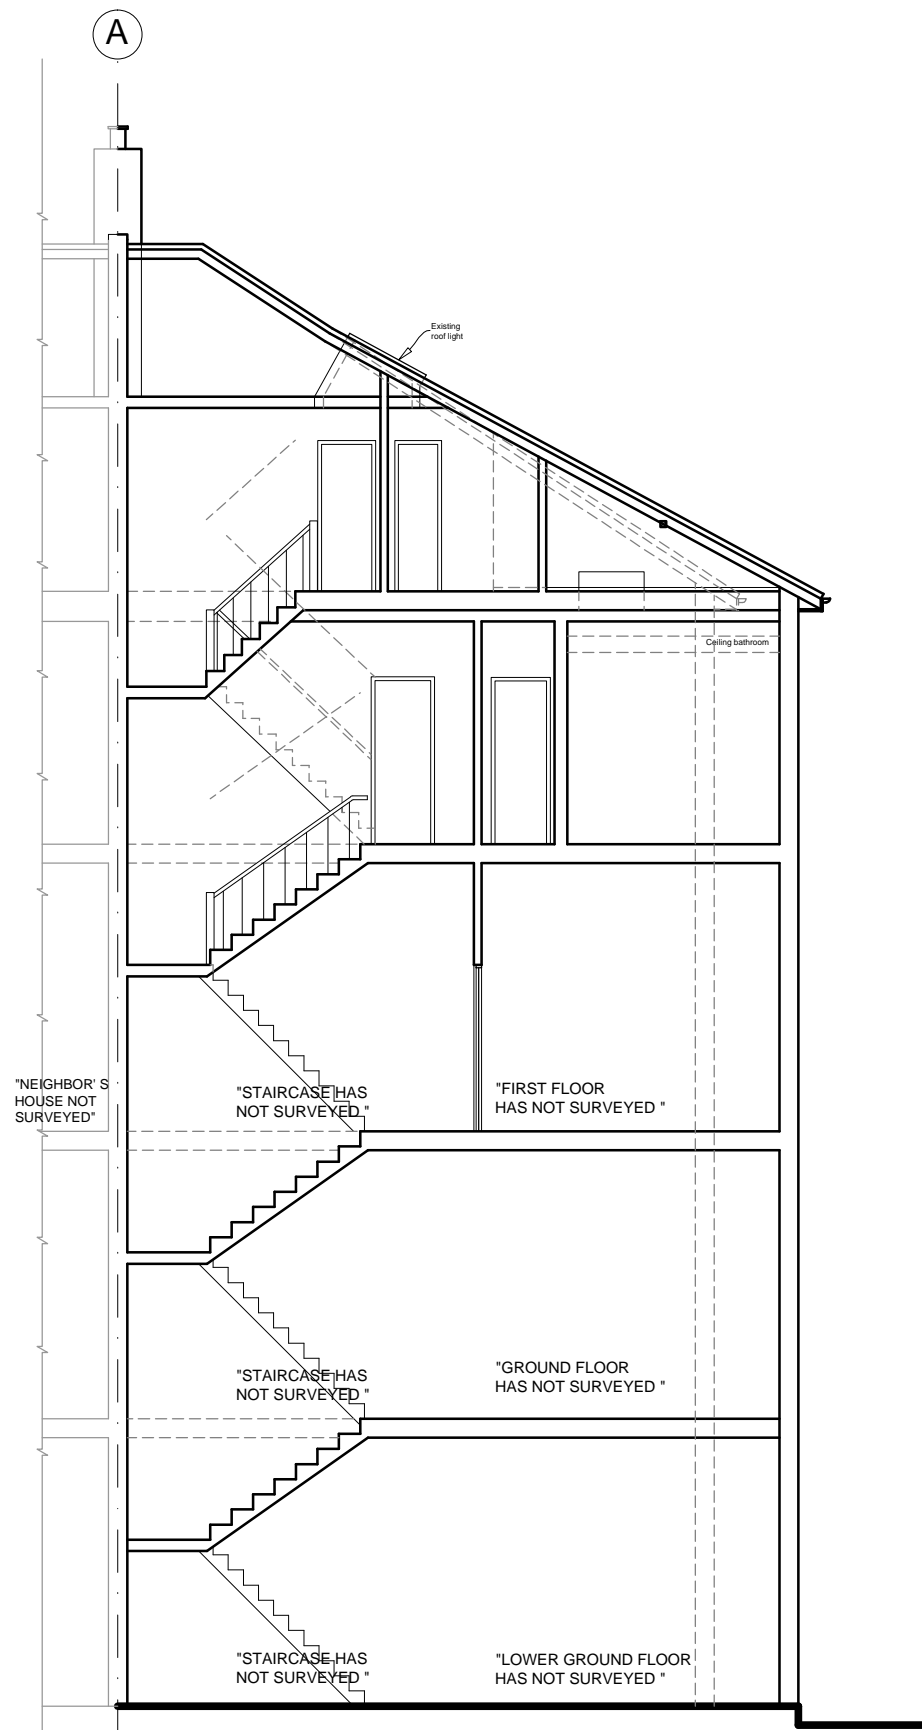 A
Existing
roof light
Ceiling bathroom
"NEIGHBOR' S
HOUSE NOT
SURVEYED"
"STAIRCASE HAS
NOT SURVEYED "
"FIRST FLOOR
HAS NOT SURVEYED "
"STAIRCASE HAS
NOT SURVEYED "
"GROUND FLOOR
HAS NOT SURVEYED "
"STAIRCASE HAS
NOT SURVEYED "
"LOWER GROUND FLOOR
HAS NOT SURVEYED "